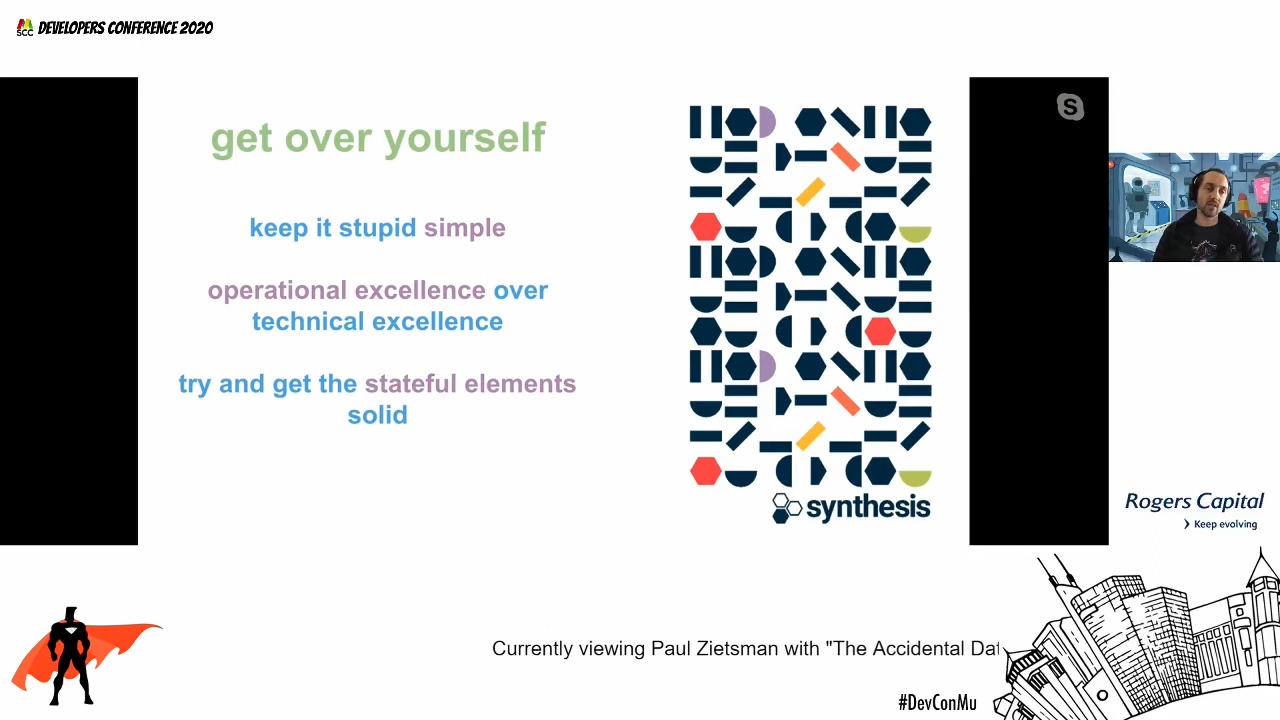 SCC DEVELOPERS CONFERENCE 2020
get over yourself
keep it stupid simple
operational excellence over
technical excellence
try and get the stateful elements
solid
synthesis
S
Rogers Capital
Keep evolving
Currently viewing Paul Zietsman with "The Accidental Dat
#DevConMu